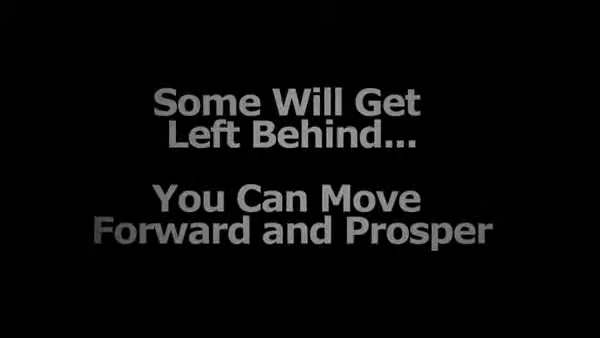 Some Will Get
Left Behind...
You Can Move
Forward and Prosper